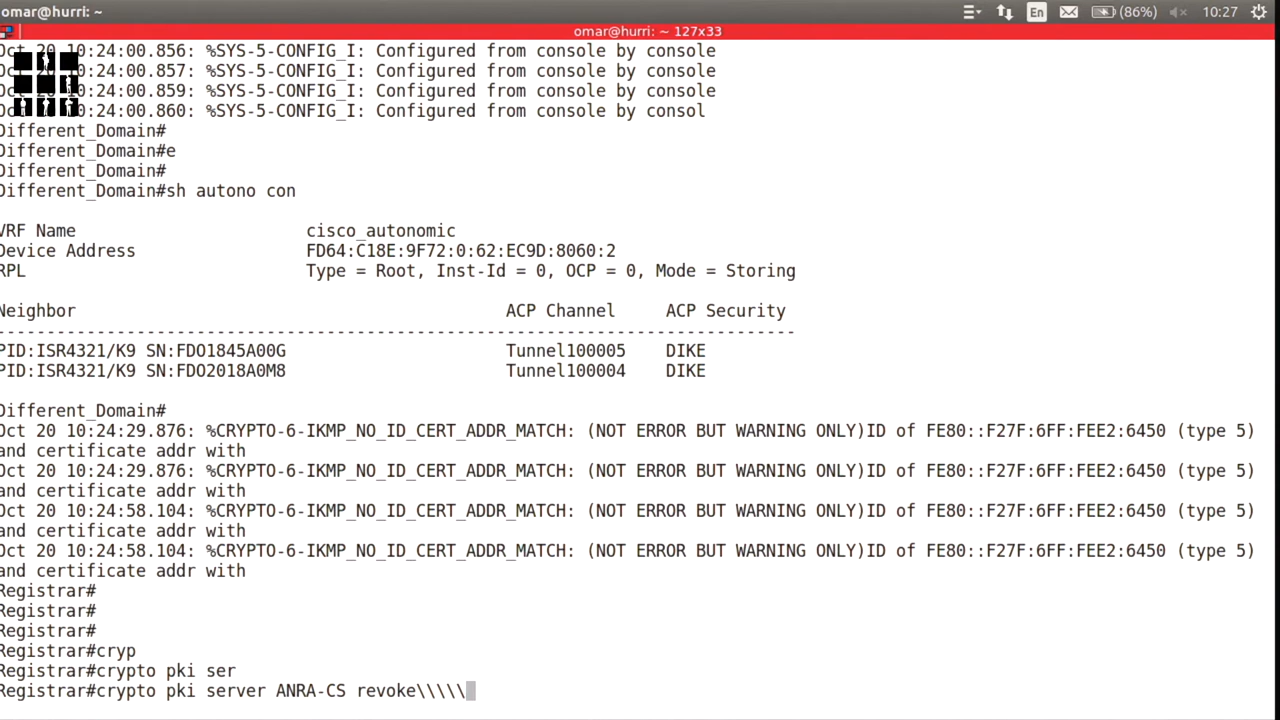 omar@hurri: ~
En
(86%)
10:27
omar@hurri: ~ 127x33
Oct 20 10:24:00.856: %SYS-5-CONFIG_I: Configured from console by console
10:24:00.857: %SYS-5-CONFIG_I: Configured from console by console
10:24:00.859: %SYS-5-CONFIG_I: Configured from console by console
10:24:00.860: %SYS-5-CONFIG_I: Configured from console by consol
Different_Domain#
Different_Domain#e
Different_Domain#
Different_Domain#sh autono con
VRF Name cisco_autonomic
Device Address FD64:C18E:9F72:0:62:EC9D:8060:2
RPL Type = Root, Inst-Id = 0, OCP = 0, Mode = Storing
Neighbor ACP Channel ACP Security
--------------------------------------------------------------------------------
PID:ISR4321/K9 SN:FDO1845A00G Tunnel100005 DIKE
PID:ISR4321/K9 SN:FDO2018A0M8 Tunnel100004 DIKE
Different_Domain#
Oct 20 10:24:29.876: %CRYPTO-6-IKMP_NO_ID_CERT_ADDR_MATCH: (NOT ERROR BUT WARNING ONLY)ID of FE80::F27F:6FF:FEE2:6450 (type 5)
and certificate addr with
Oct 20 10:24:29.876: %CRYPTO-6-IKMP_NO_ID_CERT_ADDR_MATCH: (NOT ERROR BUT WARNING ONLY)ID of FE80::F27F:6FF:FEE2:6450 (type 5)
and certificate addr with
Oct 20 10:24:58.104: %CRYPTO-6-IKMP_NO_ID_CERT_ADDR_MATCH: (NOT ERROR BUT WARNING ONLY)ID of FE80::F27F:6FF:FEE2:6450 (type 5)
and certificate addr with
Oct 20 10:24:58.104: %CRYPTO-6-IKMP_NO_ID_CERT_ADDR_MATCH: (NOT ERROR BUT WARNING ONLY)ID of FE80::F27F:6FF:FEE2:6450 (type 5)
and certificate addr with
Registrar#
Registrar#
Registrar#
Registrar#cryp
Registrar#crypto pki ser
Registrar#crypto pki server ANRA-CS revoke\\\\\